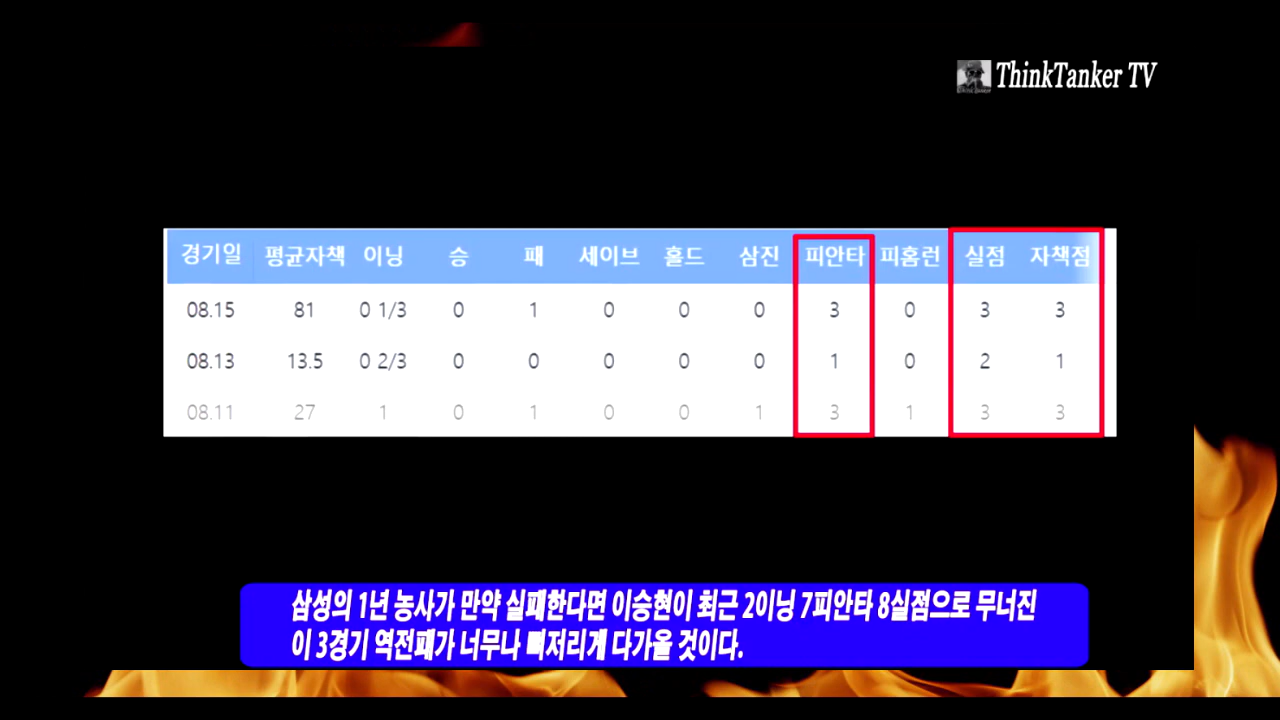 ThinkTanker TV
경기일 평균자책 이닝 승 패 세이브 홀드 삼진 피안타 피홈런 실점 자책점
08.15 81 0 1/3 0 1 0 0 0 3 0 3 3
08.13 13.5 0 2/3 0 0 0 0 0 1 0 2 1
08.11 27 1 0 1 0 0 1 3 1 3 3
삼성의 1년 농사가 만약 실패한다면 이승현이 최근 2이닝 7피안타 8실점으로 무너진
이 3경기 역전패가 너무나 뼈저리게 다가올 것이다.